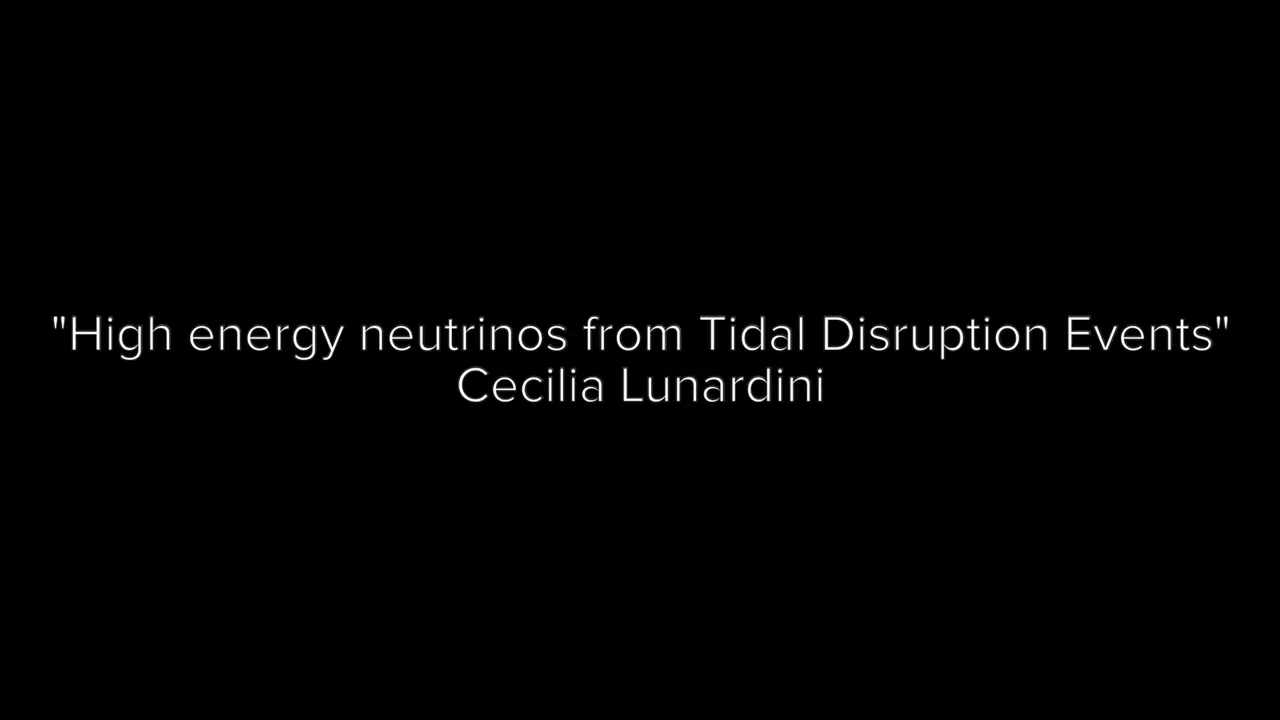 "High energy neutrinos from Tidal Disruption Events"
Cecilia Lunardini